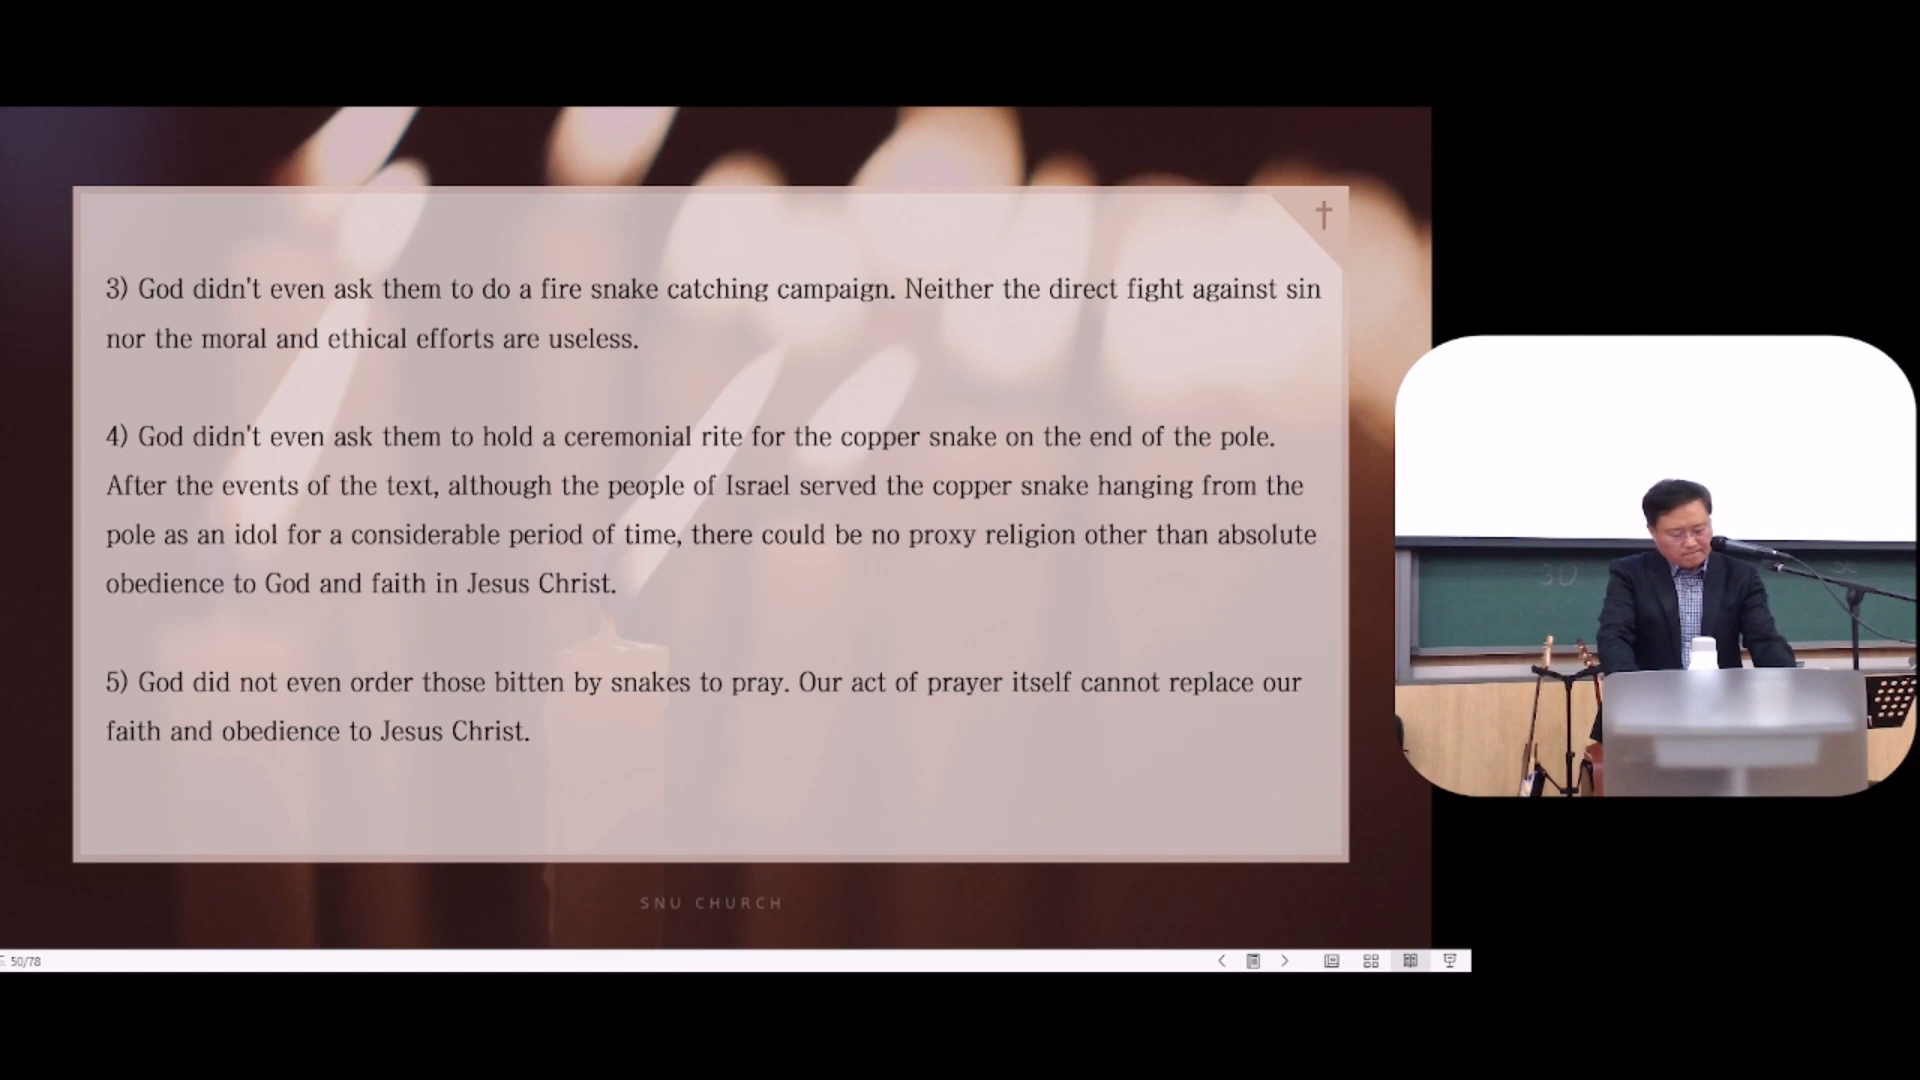 3) God didn't even ask them to do a fire snake catching campaign. Neither the direct fight against sin
nor the moral and ethical efforts are useless.
4) God didn't even ask them to hold a ceremonial rite for the copper snake on the end of the pole.
After the events of the text, although the people of Israel served the copper snake hanging from the
pole as an idol for a considerable period of time, there could be no proxy religion other than absolute
obedience to God and faith in Jesus Christ.
5) God did not even order those bitten by snakes to pray. Our act of prayer itself cannot replace our
faith and obedience to Jesus Christ.
SNU CHURCH
50/78
30